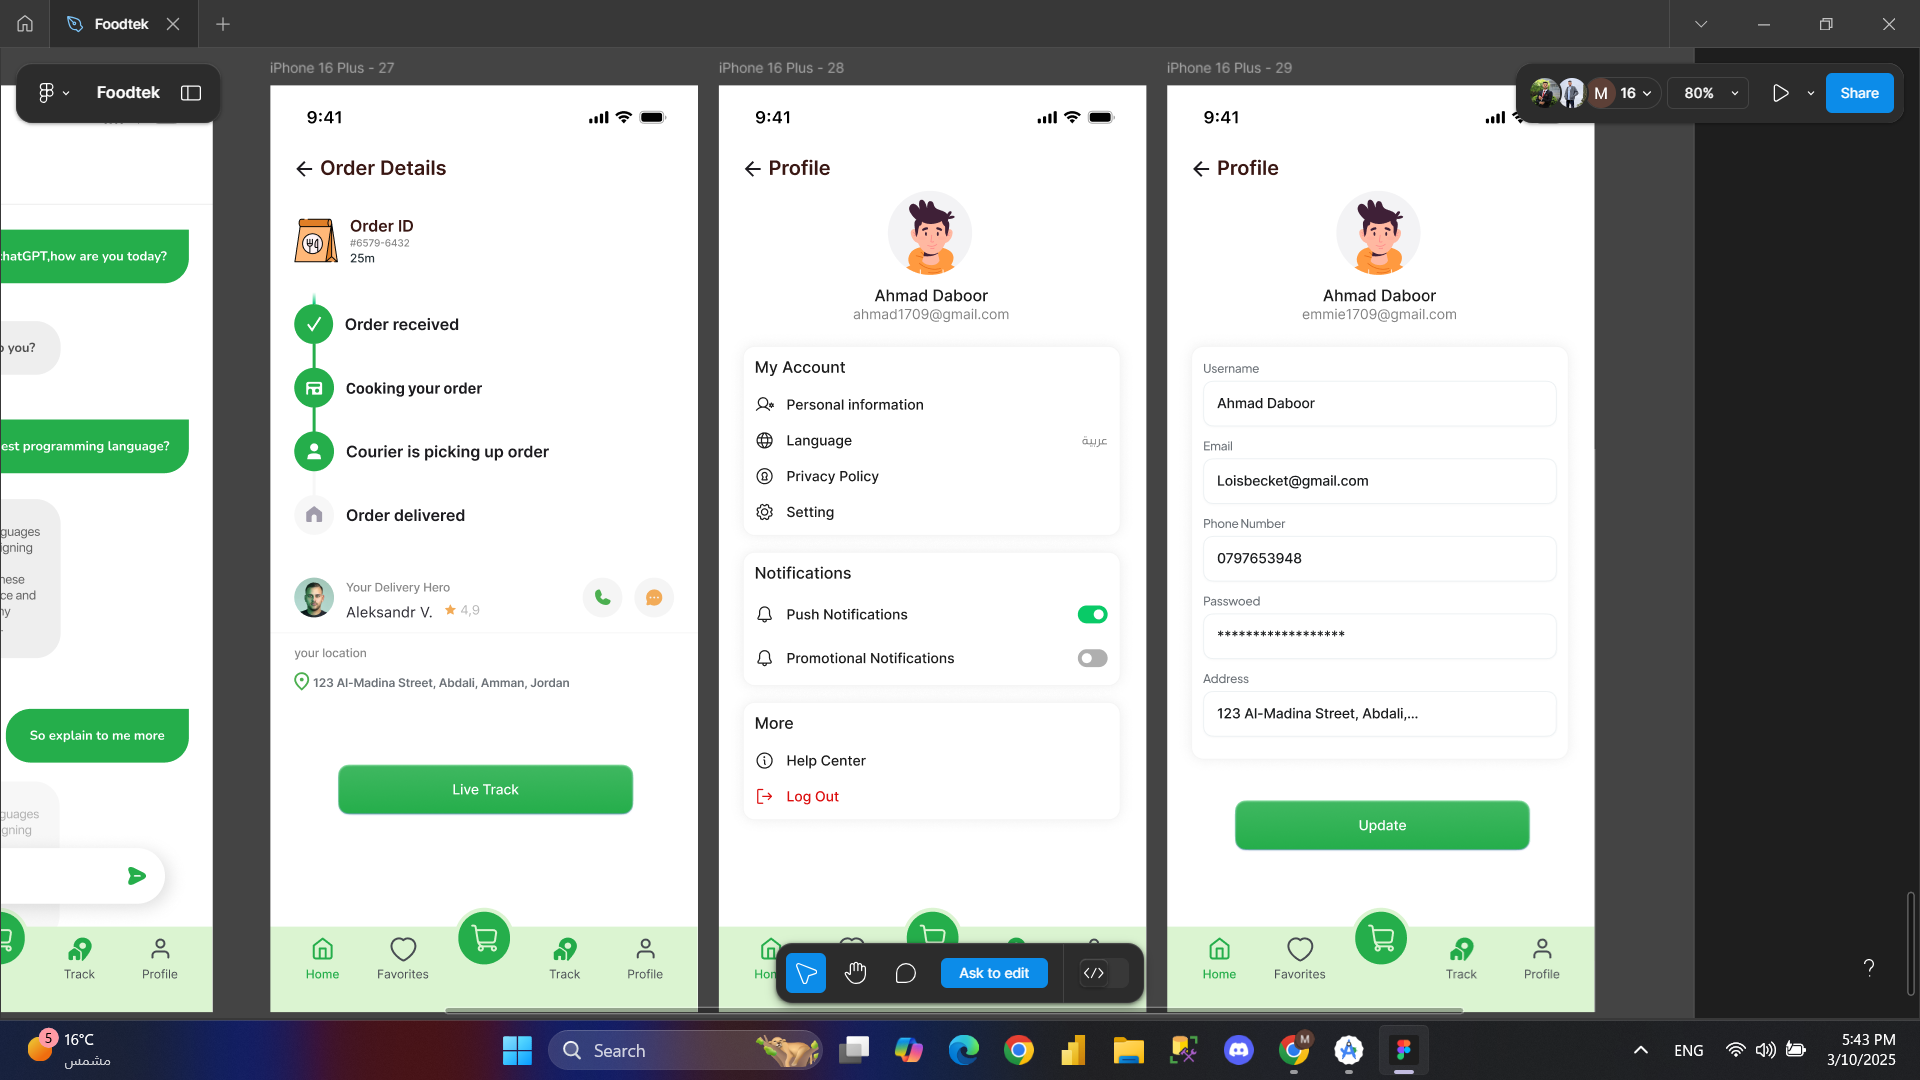 Foodtek
iPhone 16 Plus - 27
iPhone 16 Plus - 28
iPhone 16 Plus - 29
Foodtek
M
16
80%
Share
hatGPT,how are you today?
you?
est programming language?
guages
igning
hese
ce and
ny
So explain to me more
guages
gning
Track
Profile
9:41
Order Details
Order ID
#6579-6432
25m
Order received
Cooking your order
Courier is picking up order
Order delivered
Your Delivery Hero
Aleksandr V.
4,9
your location
123 Al-Madina Street, Abdali, Amman, Jordan
Live Track
Home
Favorites
Track
Profile
9:41
Profile
Ahmad Daboor
ahmad1709@gmail.com
My Account
Personal information
Language
عربية
Privacy Policy
Setting
Notifications
Push Notifications
Promotional Notifications
More
Help Center
Log Out
Hom
9:41
Profile
Ahmad Daboor
emmie1709@gmail.com
Username
Ahmad Daboor
Email
Loisbecket@gmail.com
Phone Number
0797653948
Passwoed
******************
Address
123 Al-Madina Street, Abdali,...
Update
Home
Favorites
Track
Profile
Ask to edit
?
5
16°C
مشمس
Search
M
ENG
5:43 PM
3/10/2025